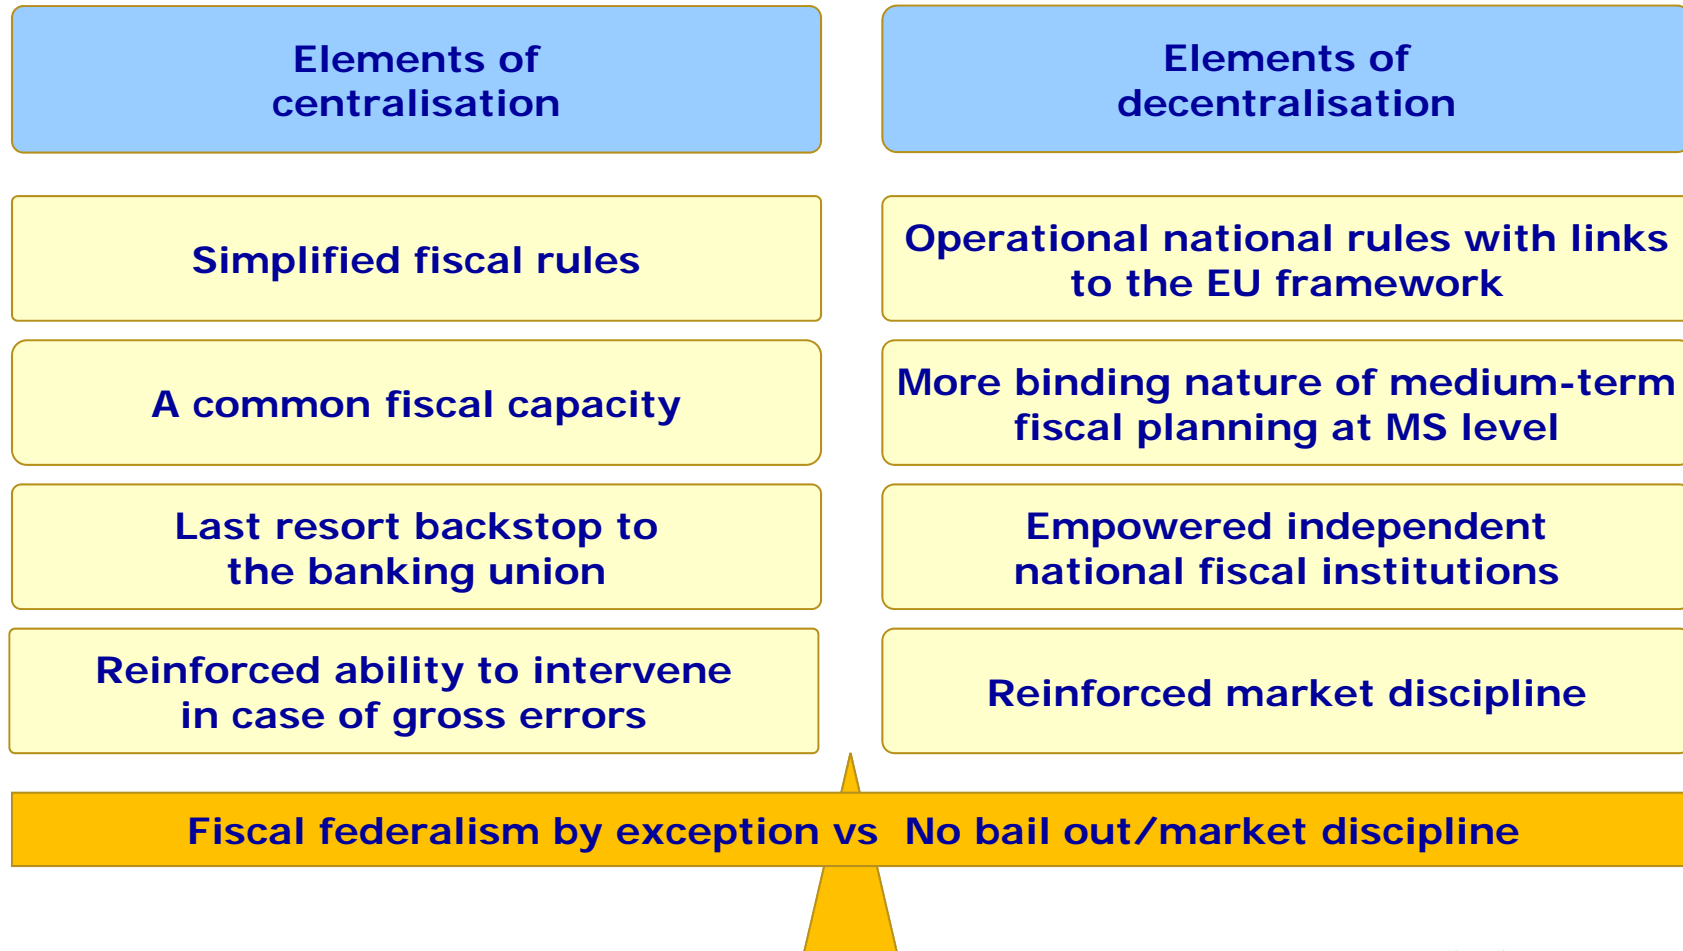 Elements of
centralisation
Elements of
decentralisation
Simplified fiscal rules
Operational national rules with links
to the EU framework
A common fiscal capacity
More binding nature of medium-term
fiscal planning at MS level
Last resort backstop to
the banking union
Empowered independent
national fiscal institutions
Reinforced ability to intervene
in case of gross errors
Reinforced market discipline
Fiscal federalism by exception vs  No bail out/market discipline